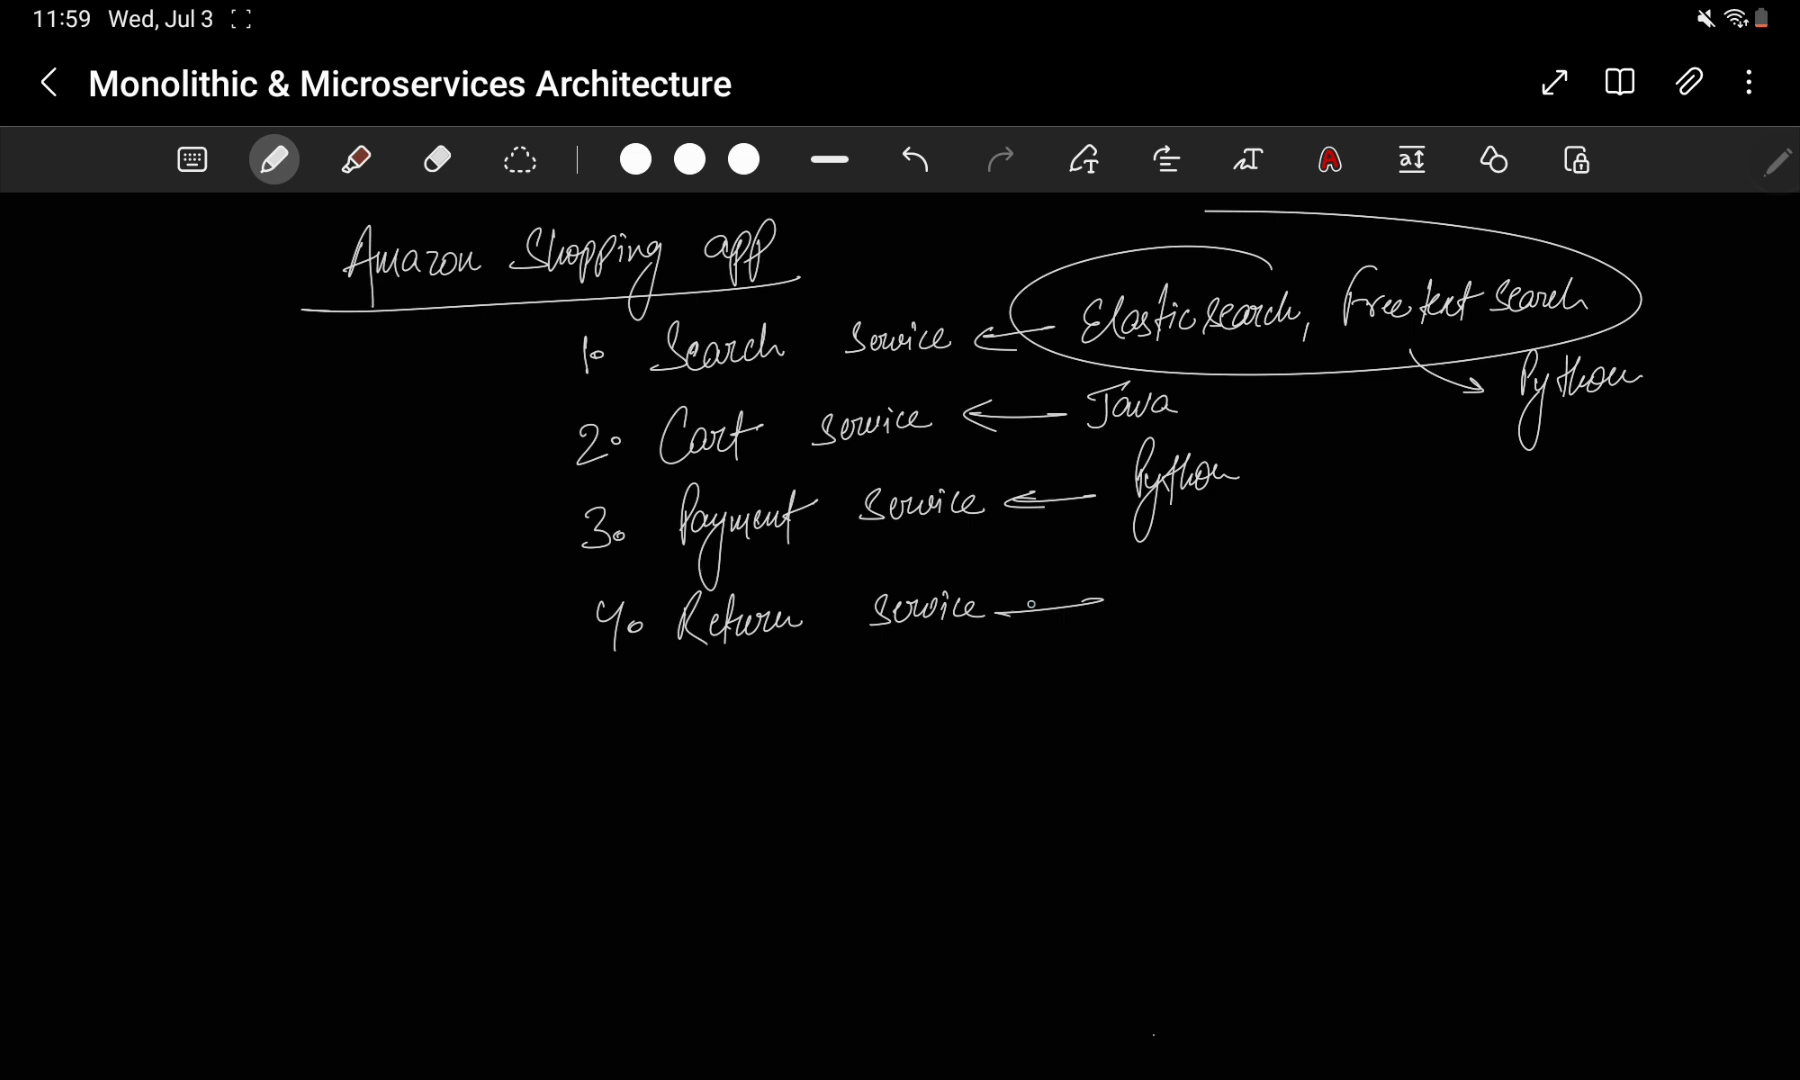 11:59 Wed, Jul 3
Monolithic & Microservices Architecture
Amazon Shopping app
1. Search Service ← Elastic search, Free text search
→ Python
2. Cart Service ← Java
3. Payment Service ← Python
4. Return Service